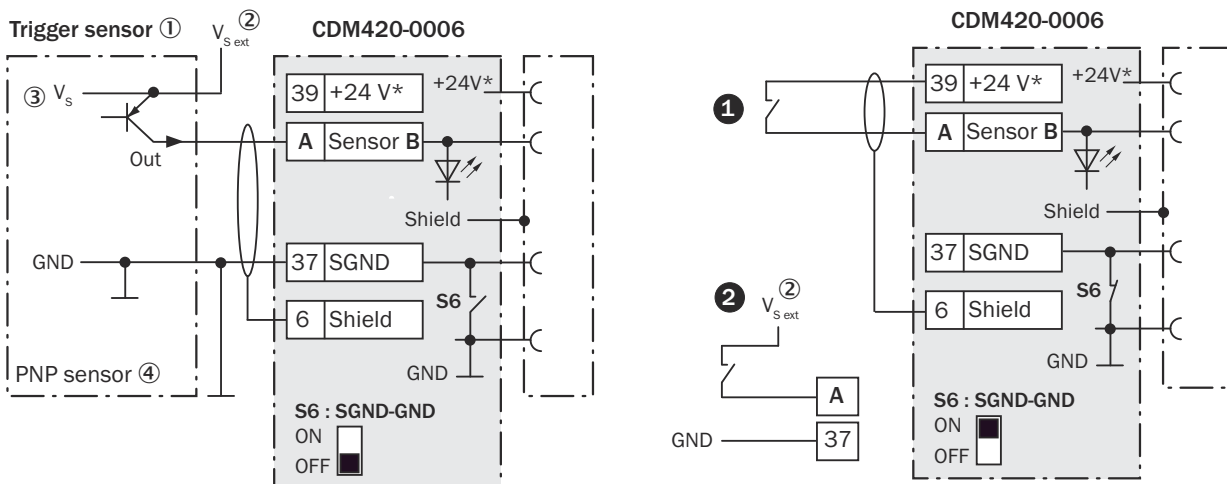 Trigger sensor ①
V S ext ②
CDM420-0006
③ V S
39 +24 V*
+24V*
A Sensor B
Out
Shield
GND
37 SGND
S6
6 Shield
GND
PNP sensor ④
S6 : SGND-GND
ON
OFF
CDM420-0006
❶
39 +24 V*
+24V*
A Sensor B
Shield
37 SGND
❷
V S ext ②
S6
6 Shield
GND
A
GND
37
S6 : SGND-GND
ON
OFF